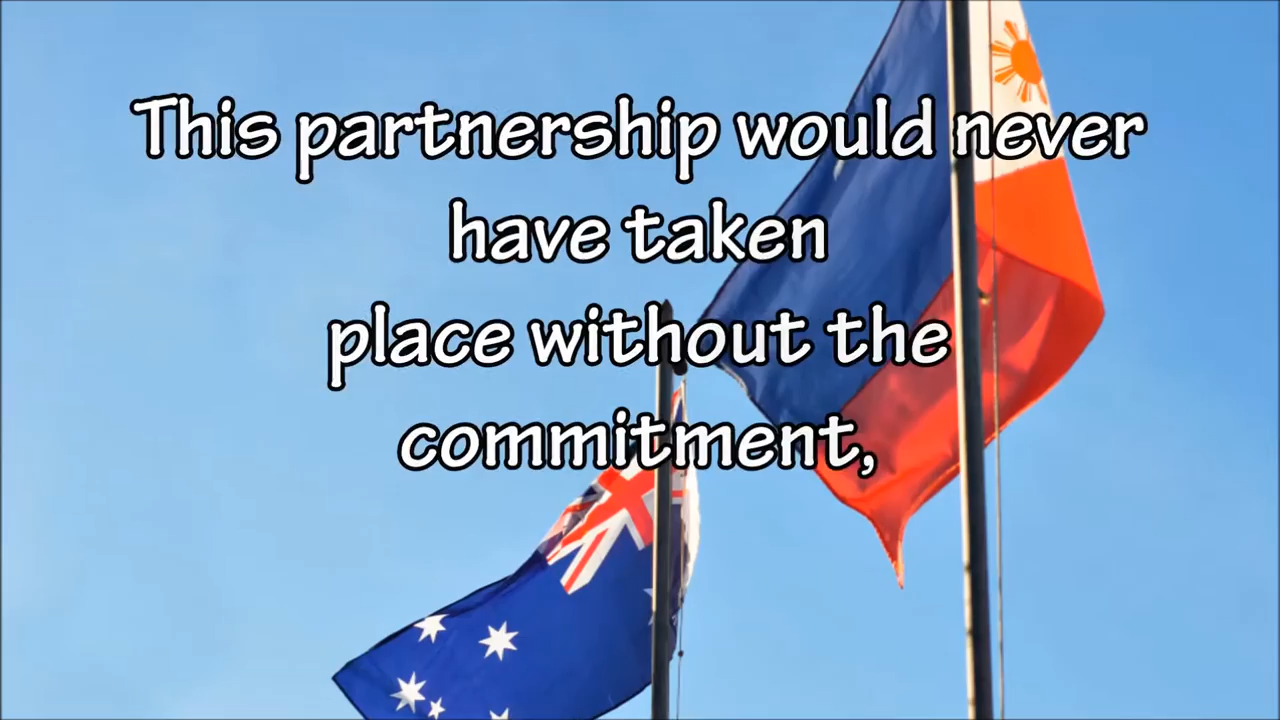 This partnership would never
have taken
place without the
commitment,